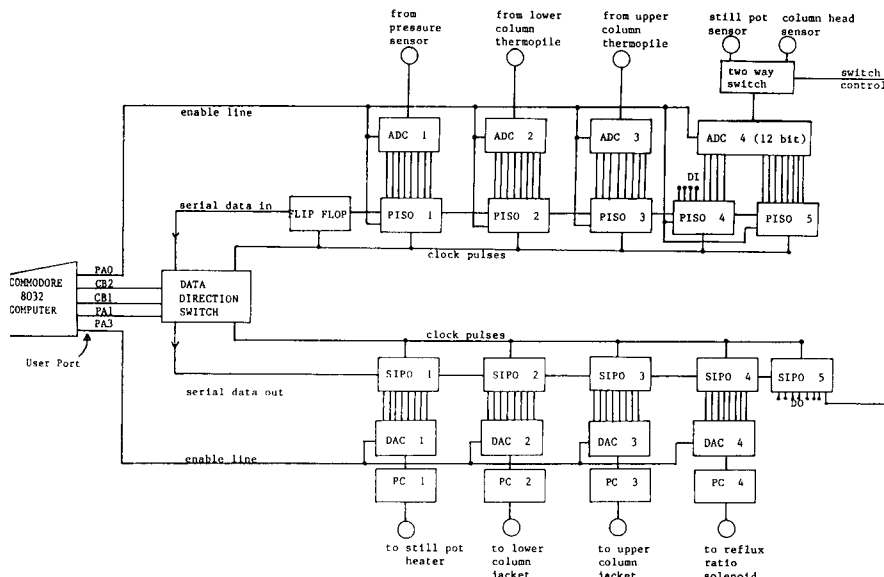 from
pressure
sensor
from lower
column
thermopile
from upper
column
thermopile
still pot
sensor
column head
sensor
two way
switch
switch
control
enable line
ADC 1
ADC 2
ADC 3
ADC 4 (12 bit)
DI
serial data in
FLIP FLOP
PISO 1
PISO 2
PISO 3
PISO 4
PISO 5
clock pulses
COMMODORE
8032
COMPUTER
PA0
CB2
CB1
PA1
PA3
User Port
DATA
DIRECTION
SWITCH
clock pulses
serial data out
SIPO 1
SIPO 2
SIPO 3
SIPO 4
SIPO 5
DO
DAC 1
DAC 2
DAC 3
DAC 4
enable line
PC 1
PC 2
PC 3
PC 4
to still pot
heater
to lower
column
jacket
to upper
column
jacket
to reflux
ratio
solenoid